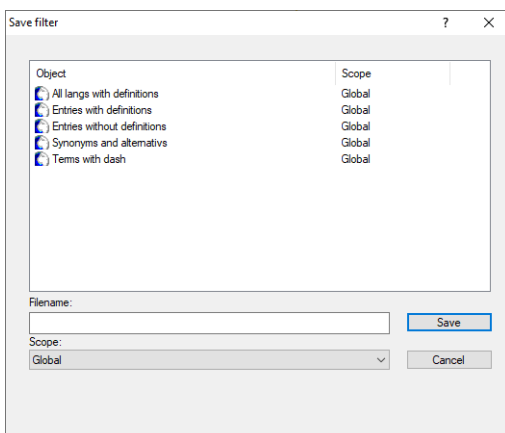 Save filter ?
Object Scope
All langs with definitions Global
Entries with definitions Global
Entries without definitions Global
Synonyms and alternativs Global
Terms with dash Global
Filename:
Save
Scope:
Global Cancel